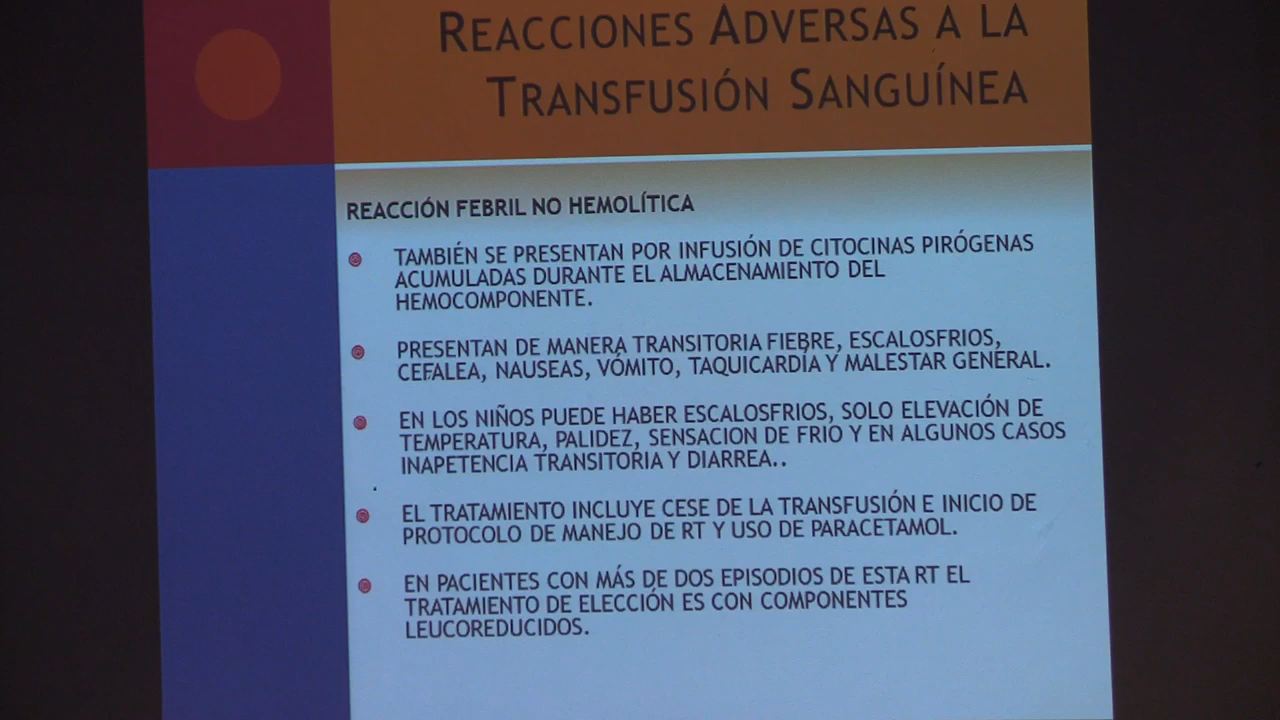 REACCIONES ADVERSAS A LA
TRANSFUSIÓN SANGUÍNEA
REACCIÓN FEBRIL NO HEMOLÍTICA
TAMBIÉN SE PRESENTAN POR INFUSIÓN DE CITOCINAS PIRÓGENAS
ACUMULADAS DURANTE EL ALMACENAMIENTO DEL
HEMOCOMPONENTE.
PRESENTAN DE MANERA TRANSITORIA FIEBRE, ESCALOSFRIOS,
CEFALEA, NAUSEAS, VÓMITO, TAQUICARDÍA Y MALESTAR GENERAL.
EN LOS NIÑOS PUEDE HABER ESCALOSFRIOS, SOLO ELEVACIÓN DE
TEMPERATURA, PALIDEZ, SENSACION DE FRIO Y EN ALGUNOS CASOS
INAPETENCIA TRANSITORIA Y DIARREA..
EL TRATAMIENTO INCLUYE CESE DE LA TRANSFUSIÓN E INICIO DE
PROTOCOLO DE MANEJO DE RT Y USO DE PARACETAMOL.
EN PACIENTES CON MÁS DE DOS EPISODIOS DE ESTA RT EL
TRATAMIENTO DE ELECCIÓN ES CON COMPONENTES
LEUCOREDUCIDOS.